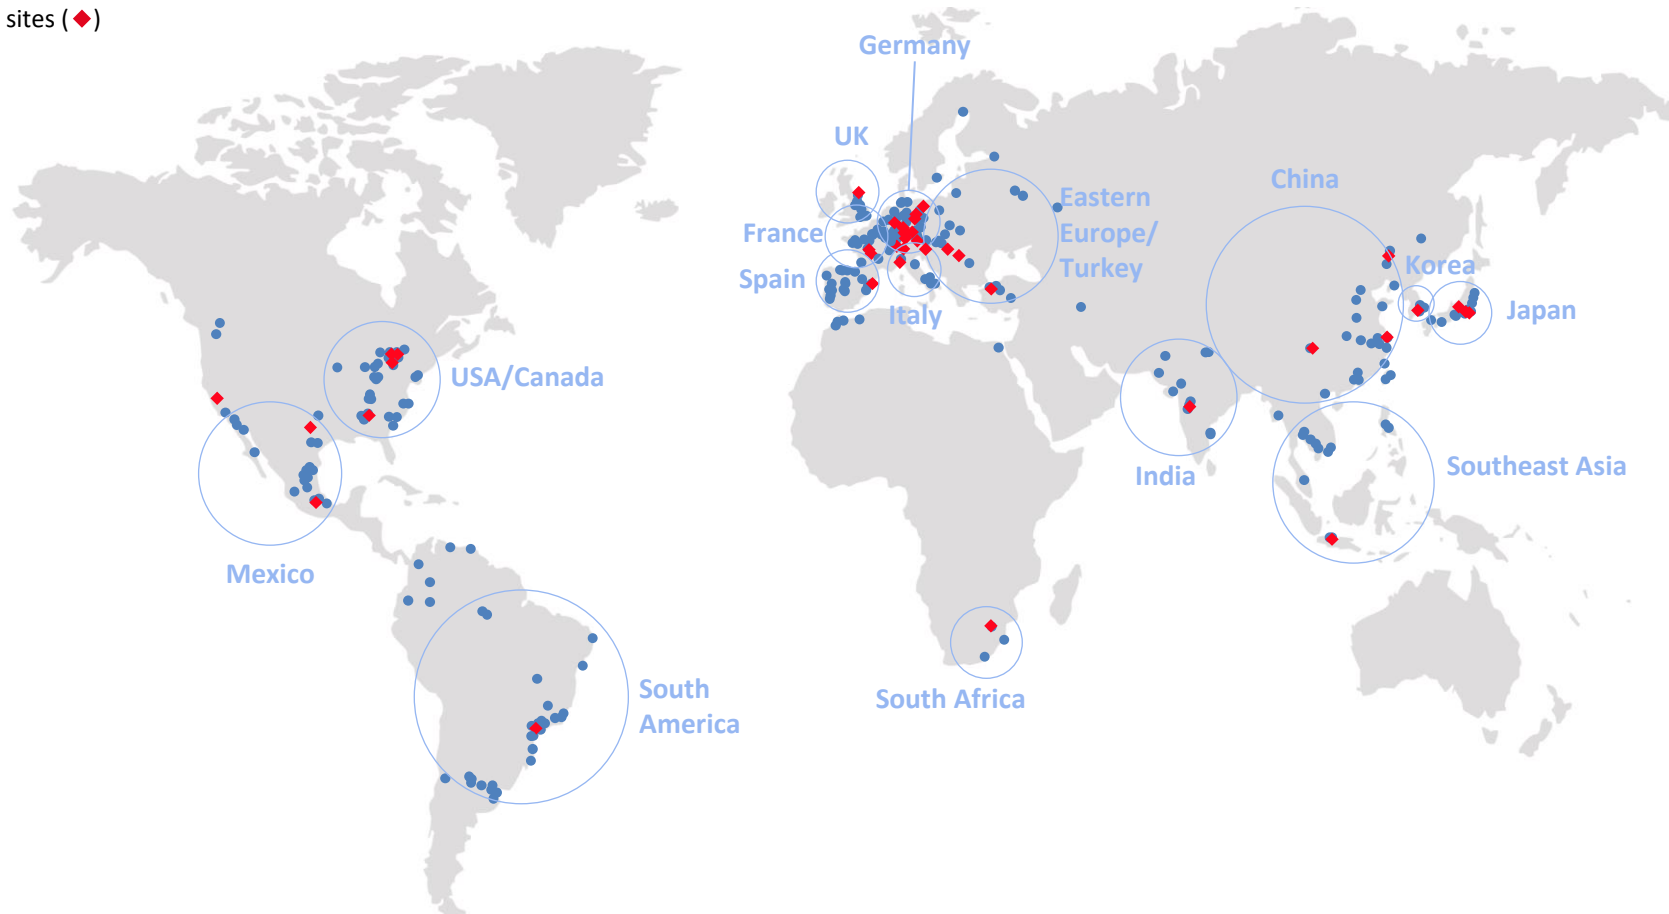 sites (◆)
Germany
UK
Eastern
Europe/
Turkey
China
France
Spain
Italy
Korea
Japan
USA/Canada
India
Southeast Asia
Mexico
South
America
South Africa